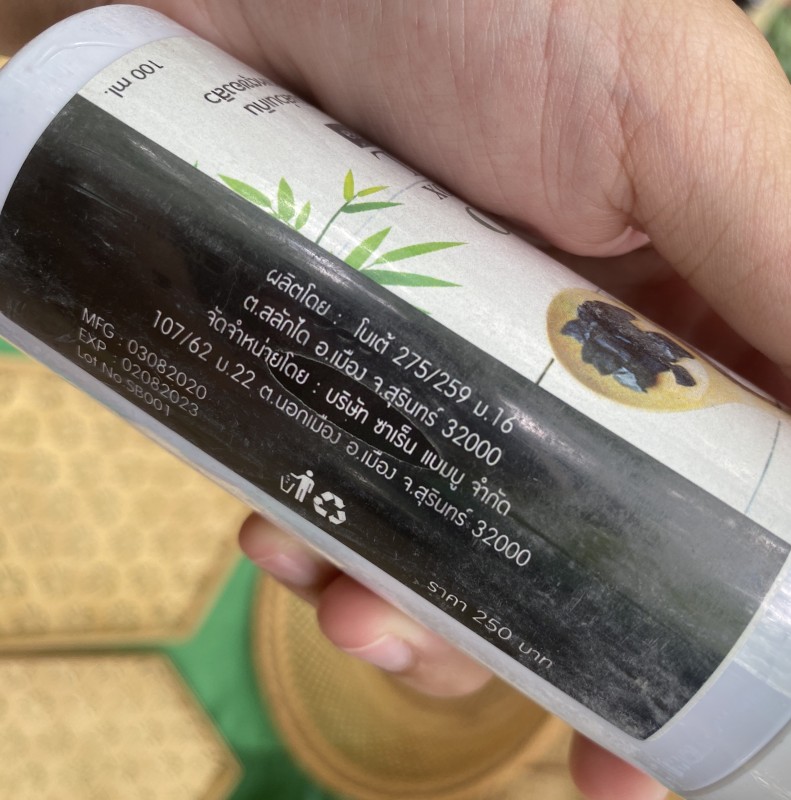 100 ml.
ผลิตโดย : โบเต้ 275/259 ม.16
ต.สลักได อ.เมือง จ.สุรินทร์ 32000
จัดจำหน่ายโดย : บริษัท ซาเร็น แบมบู จำกัด
107/62 ม.22 ต.นอกเมือง อ.เมือง จ.สุรินทร์ 32000
MFG : 03082020
EXP : 02082023
Lot No SB001
ราคา 250 บาท